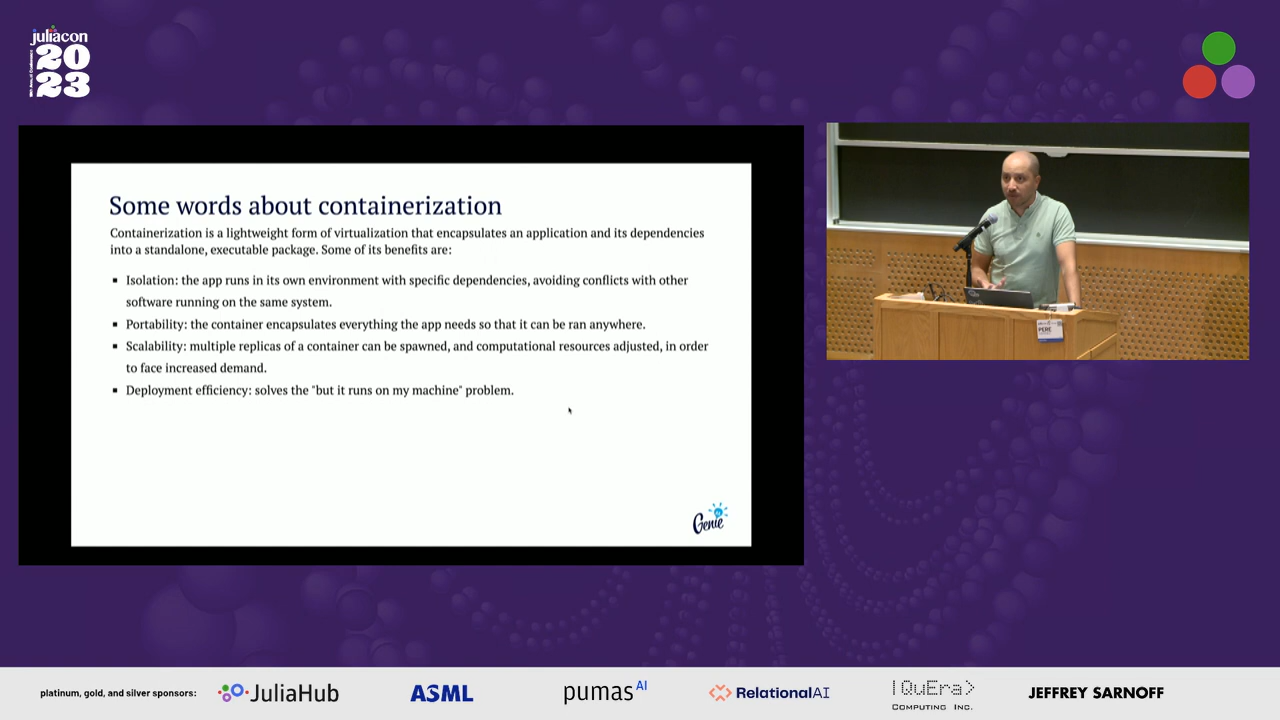 juliacon
20
23
Some words about containerization
Containerization is a lightweight form of virtualization that encapsulates an application and its dependencies
into a standalone, executable package. Some of its benefits are:
▪ Isolation: the app runs in its own environment with specific dependencies, avoiding conflicts with other
software running on the same system.
▪ Portability: the container encapsulates everything the app needs so that it can be ran anywhere.
▪ Scalability: multiple replicas of a container can be spawned, and computational resources adjusted, in order
to face increased demand.
▪ Deployment efficiency: solves the "but it runs on my machine" problem.
Genie
PERE
platinum, gold, and silver sponsors:
JuliaHub
ASML
pumasAI
RelationalAI
|QuEra>
COMPUTING INC.
JEFFREY SARNOFF